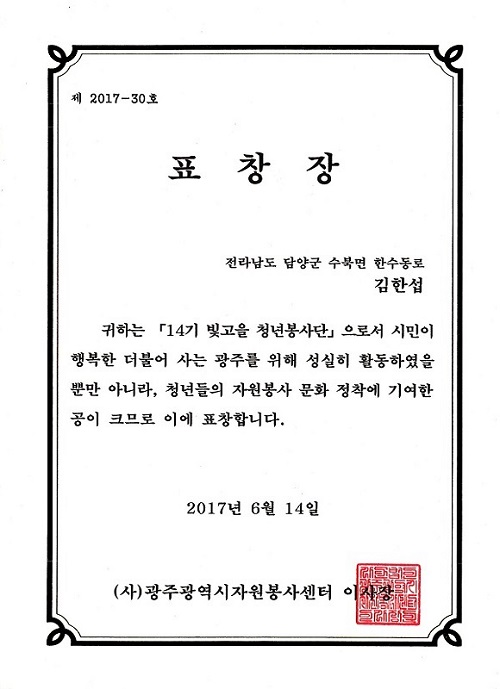 제 2017-30호
표 창 장
전라남도 담양군 수북면 한수동로
김한섭
귀하는 「14기 빛고을 청년봉사단」으로서 시민이
행복한 더불어 사는 광주를 위해 성실히 활동하였을
뿐만 아니라, 청년들의 자원봉사 문화 정착에 기여한
공이 크므로 이에 표창합니다.
2017년 6월 14일
(사)광주광역시자원봉사센터 이사장